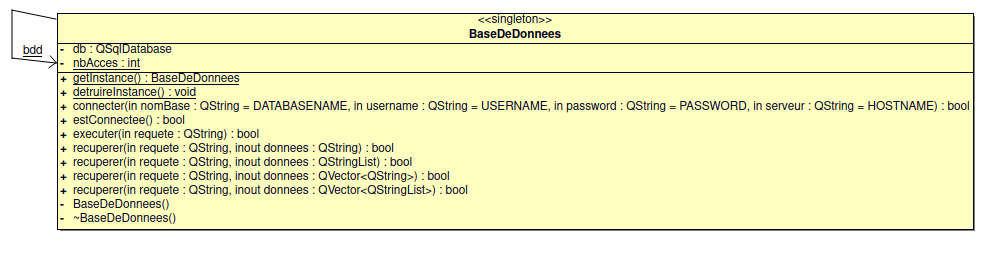 <<singleton>>
BaseDeDonnees
bdd
- db : QSqlDatabase
- nbAcces : int
+ getInstance() : BaseDeDonnees
+ detruireInstance() : void
+ connecter(in nomBase : QString = DATABASENAME, in username : QString = USERNAME, in password : QString = PASSWORD, in serveur : QString = HOSTNAME) : bool
+ estConnectee() : bool
+ executer(in requete : QString) : bool
+ recuperer(in requete : QString, inout donnees : QString) : bool
+ recuperer(in requete : QString, inout donnees : QStringList) : bool
+ recuperer(in requete : QString, inout donnees : QVector<QString>) : bool
+ recuperer(in requete : QString, inout donnees : QVector<QStringList>) : bool
- BaseDeDonnees()
- ~BaseDeDonnees()